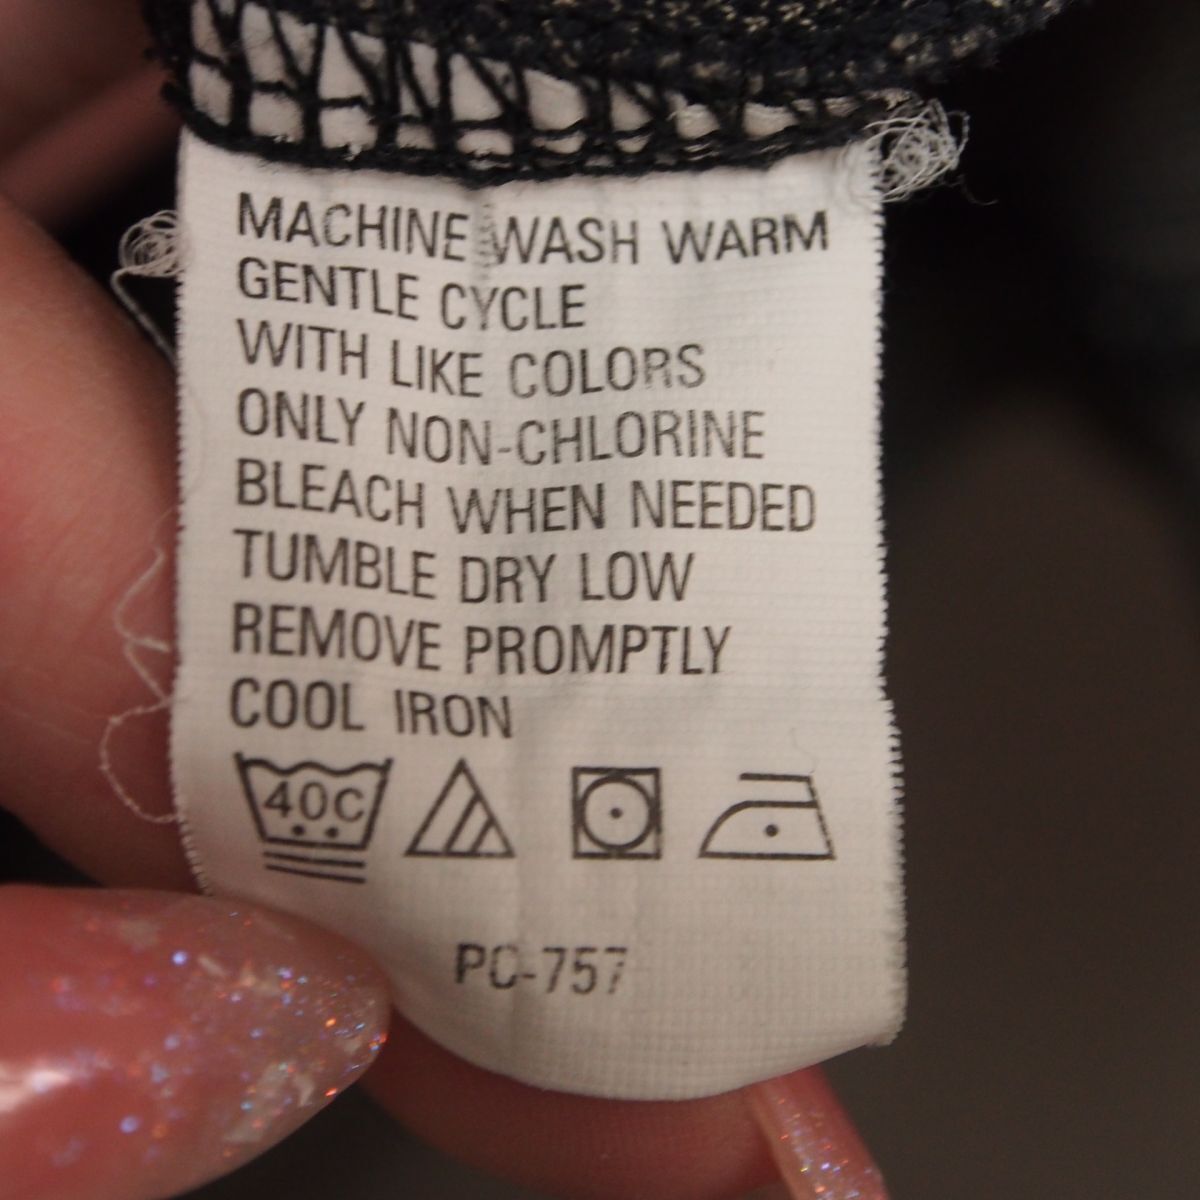 MACHINE WASH WARM
GENTLE CYCLE
WITH LIKE COLORS
ONLY NON-CHLORINE
BLEACH WHEN NEEDED
TUMBLE DRY LOW
REMOVE PROMPTLY
COOL IRON
40C
PC-757